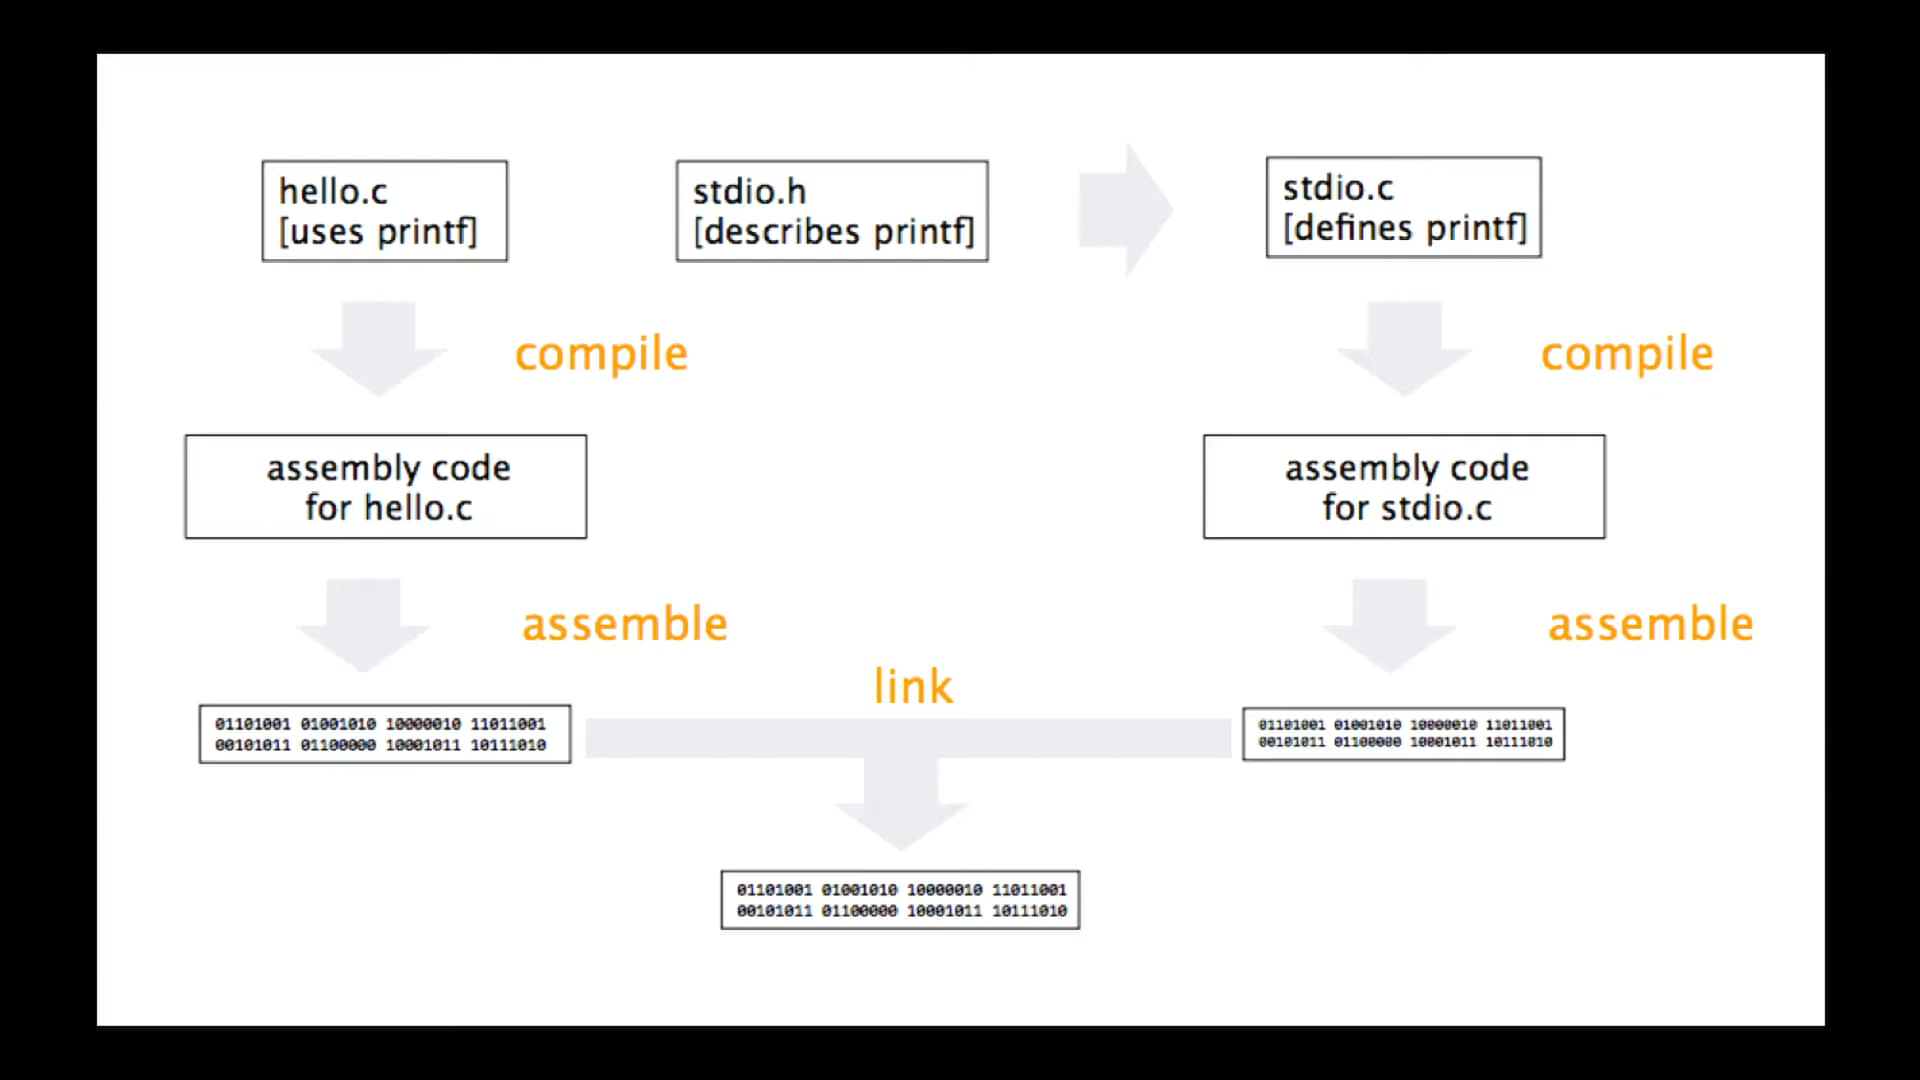 hello.c
[uses printf]
stdio.h
[describes printf]
stdio.c
[defines printf]
compile
compile
assembly code
for hello.c
assembly code
for stdio.c
assemble
assemble
link
01101001 01001010 10000010 11011001
00101011 01100000 10001011 10111010
01101001 01001010 10000010 11011001
00101011 01100000 10001011 10111010
01101001 01001010 10000010 11011001
00101011 01100000 10001011 10111010